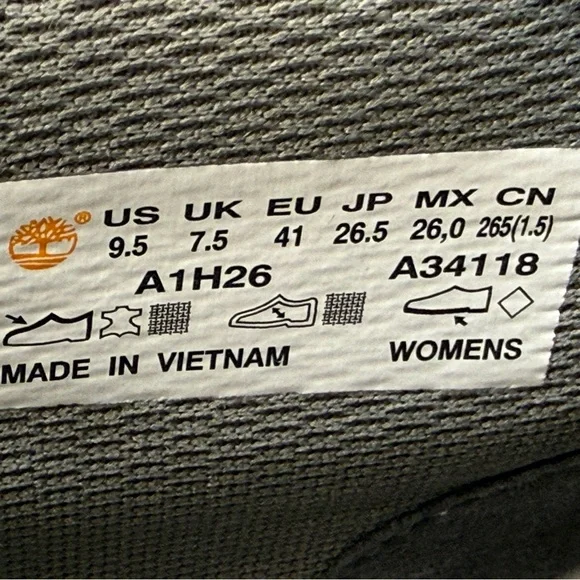 ® US UK EU JP MX CN
9.5 7.5 41 26.5 26,0 265(1.5)
A1H26 A34118
MADE IN VIETNAM WOMENS